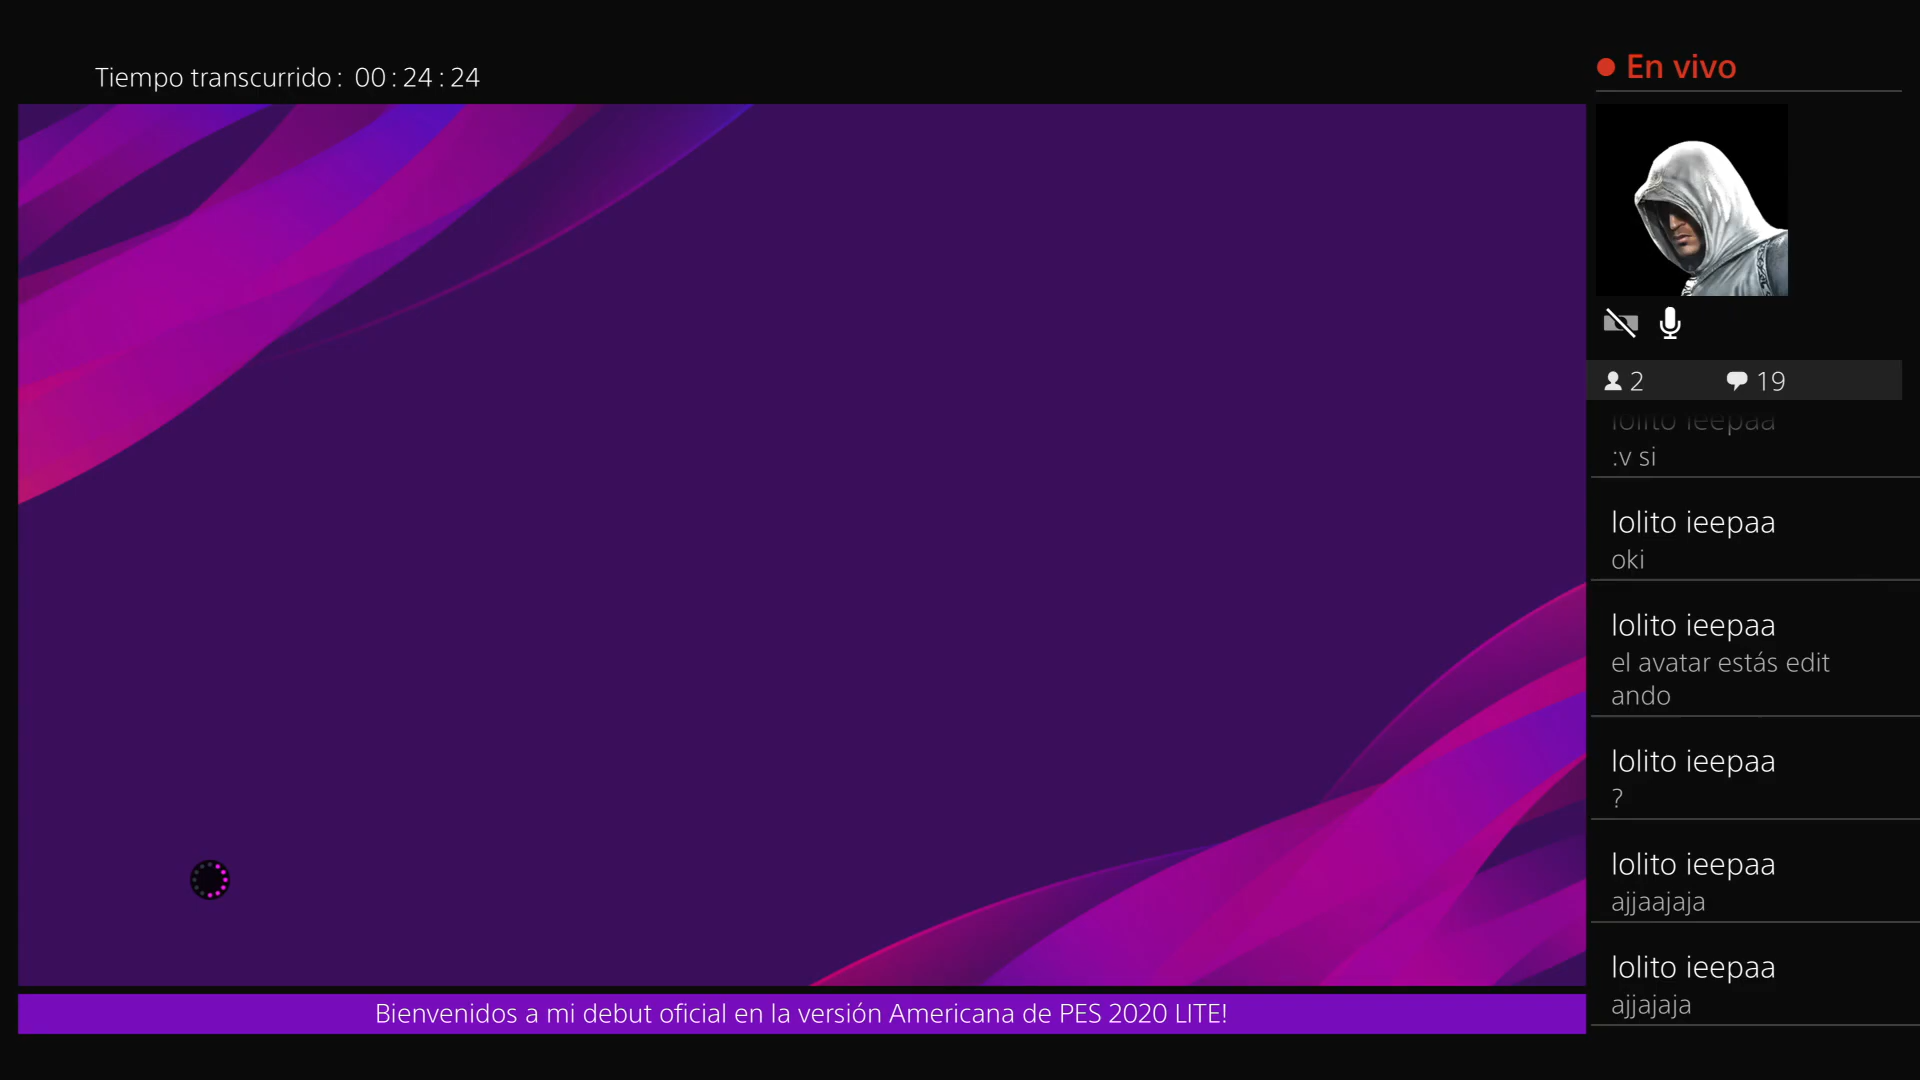 Tiempo transcurrido: 00:24:24
En vivo
2
19
lolito ieepaa
:v si
lolito ieepaa
oki
lolito ieepaa
el avatar estás edit
ando
lolito ieepaa
?
lolito ieepaa
ajjaajaja
lolito ieepaa
ajjajaja
Bienvenidos a mi debut oficial en la versión Americana de PES 2020 LITE!